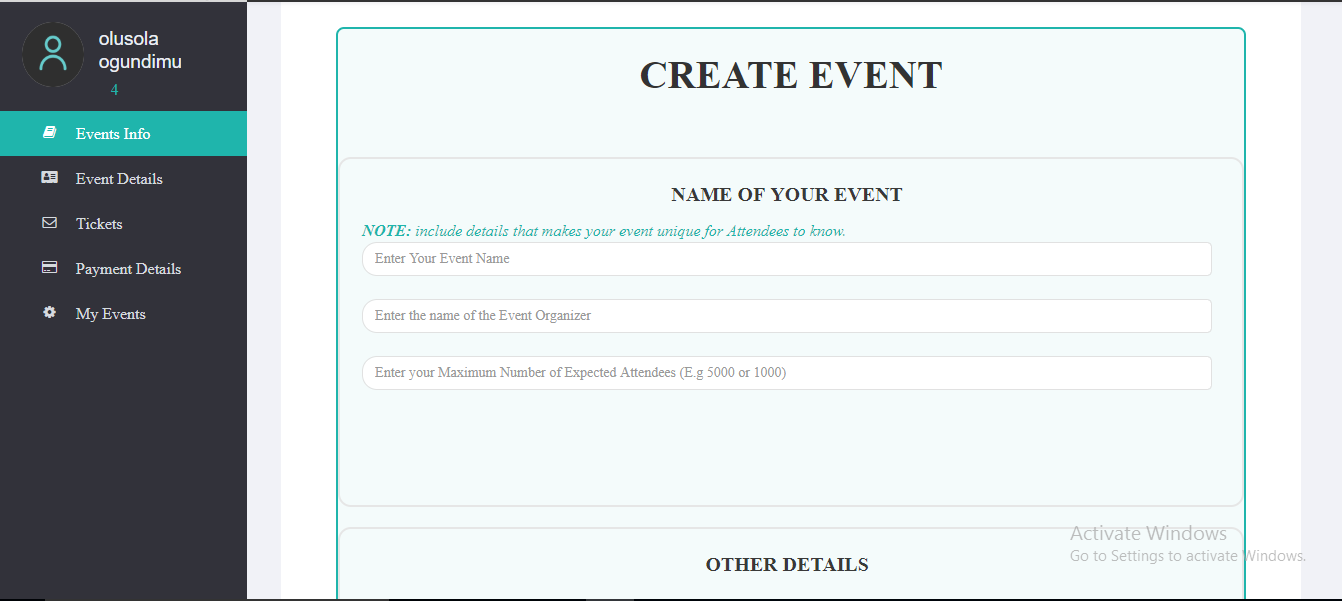 olusola
ogundimu
4
Events Info
Event Details
Tickets
Payment Details
My Events
CREATE EVENT
NAME OF YOUR EVENT
NOTE: include details that makes your event unique for Attendees to know.
Enter Your Event Name
Enter the name of the Event Organizer
Enter your Maximum Number of Expected Attendees (E.g 5000 or 1000)
OTHER DETAILS
Activate Windows
Go to Settings to activate Windows.